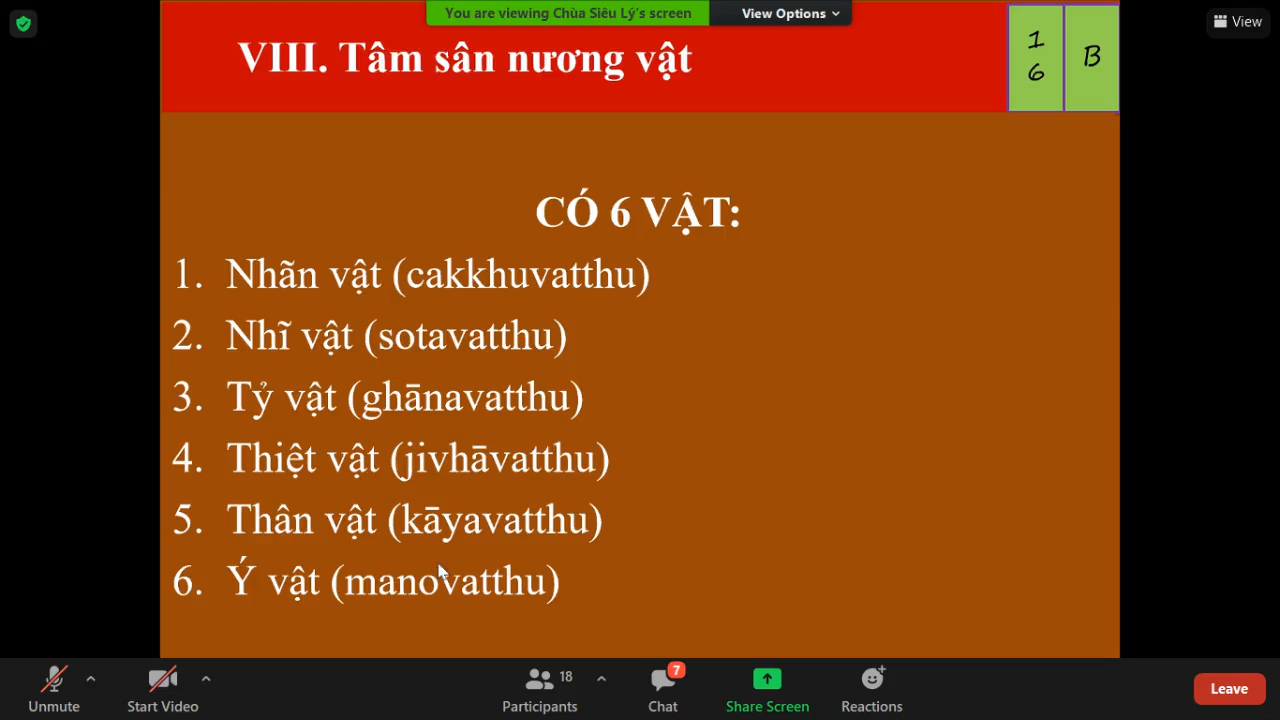 You are viewing Chùa Siêu Lý's screen
View Options
View
VIII. Tâm sân nương vật
1
6
B
CÓ 6 VẬT:
1. Nhãn vật (cakkhuvatthu)
2. Nhĩ vật (sotavatthu)
3. Tỷ vật (ghānavatthu)
4. Thiệt vật (jivhāvatthu)
5. Thân vật (kāyavatthu)
6. Ý vật (manovatthu)
Unmute
Start Video
18
Participants
7
Chat
Share Screen
Reactions
Leave